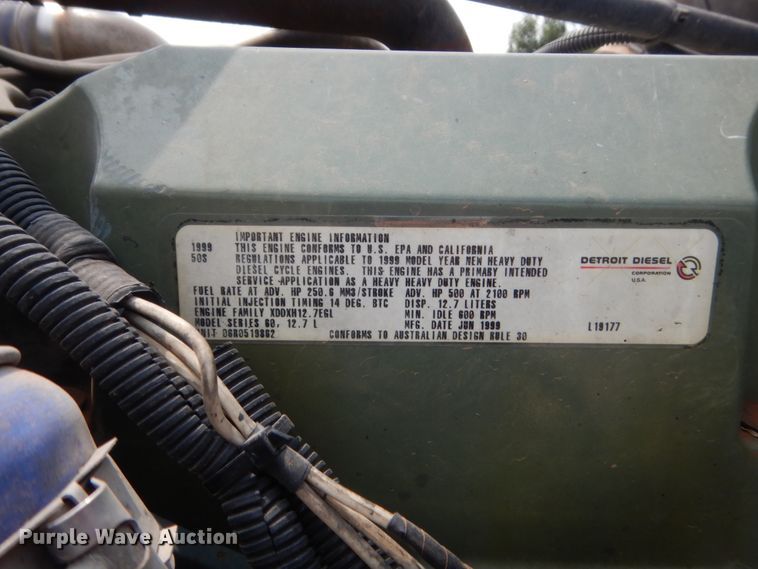 IMPORTANT ENGINE INFORMATION
1999 THIS ENGINE CONFORMS TO U.S. EPA AND CALIFORNIA
50S REGULATIONS APPLICABLE TO 1999 MODEL YEAR NEW HEAVY DUTY
DIESEL CYCLE ENGINES. THIS ENGINE HAS A PRIMARY INTENDED
SERVICE APPLICATION AS A HEAVY HEAVY DUTY ENGINE.
FUEL RATE AT ADV. HP 250.6 MM3/STROKE ADV. HP 500 AT 2100 RPM
INITIAL INJECTION TIMING 14 DEG. BTC DISP. 12.7 LITERS
ENGINE FAMILY XDDXH12.7EGL MIN. IDLE 600 RPM
MODEL SERIES 60, 12.7 L MFG. DATE JUN 1999
UNIT 06R0519862 CONFORMS TO AUSTRALIAN DESIGN RULE 30
DETROIT DIESEL
CORPORATION
U.S.A.
L19177
Purple Wave Auction